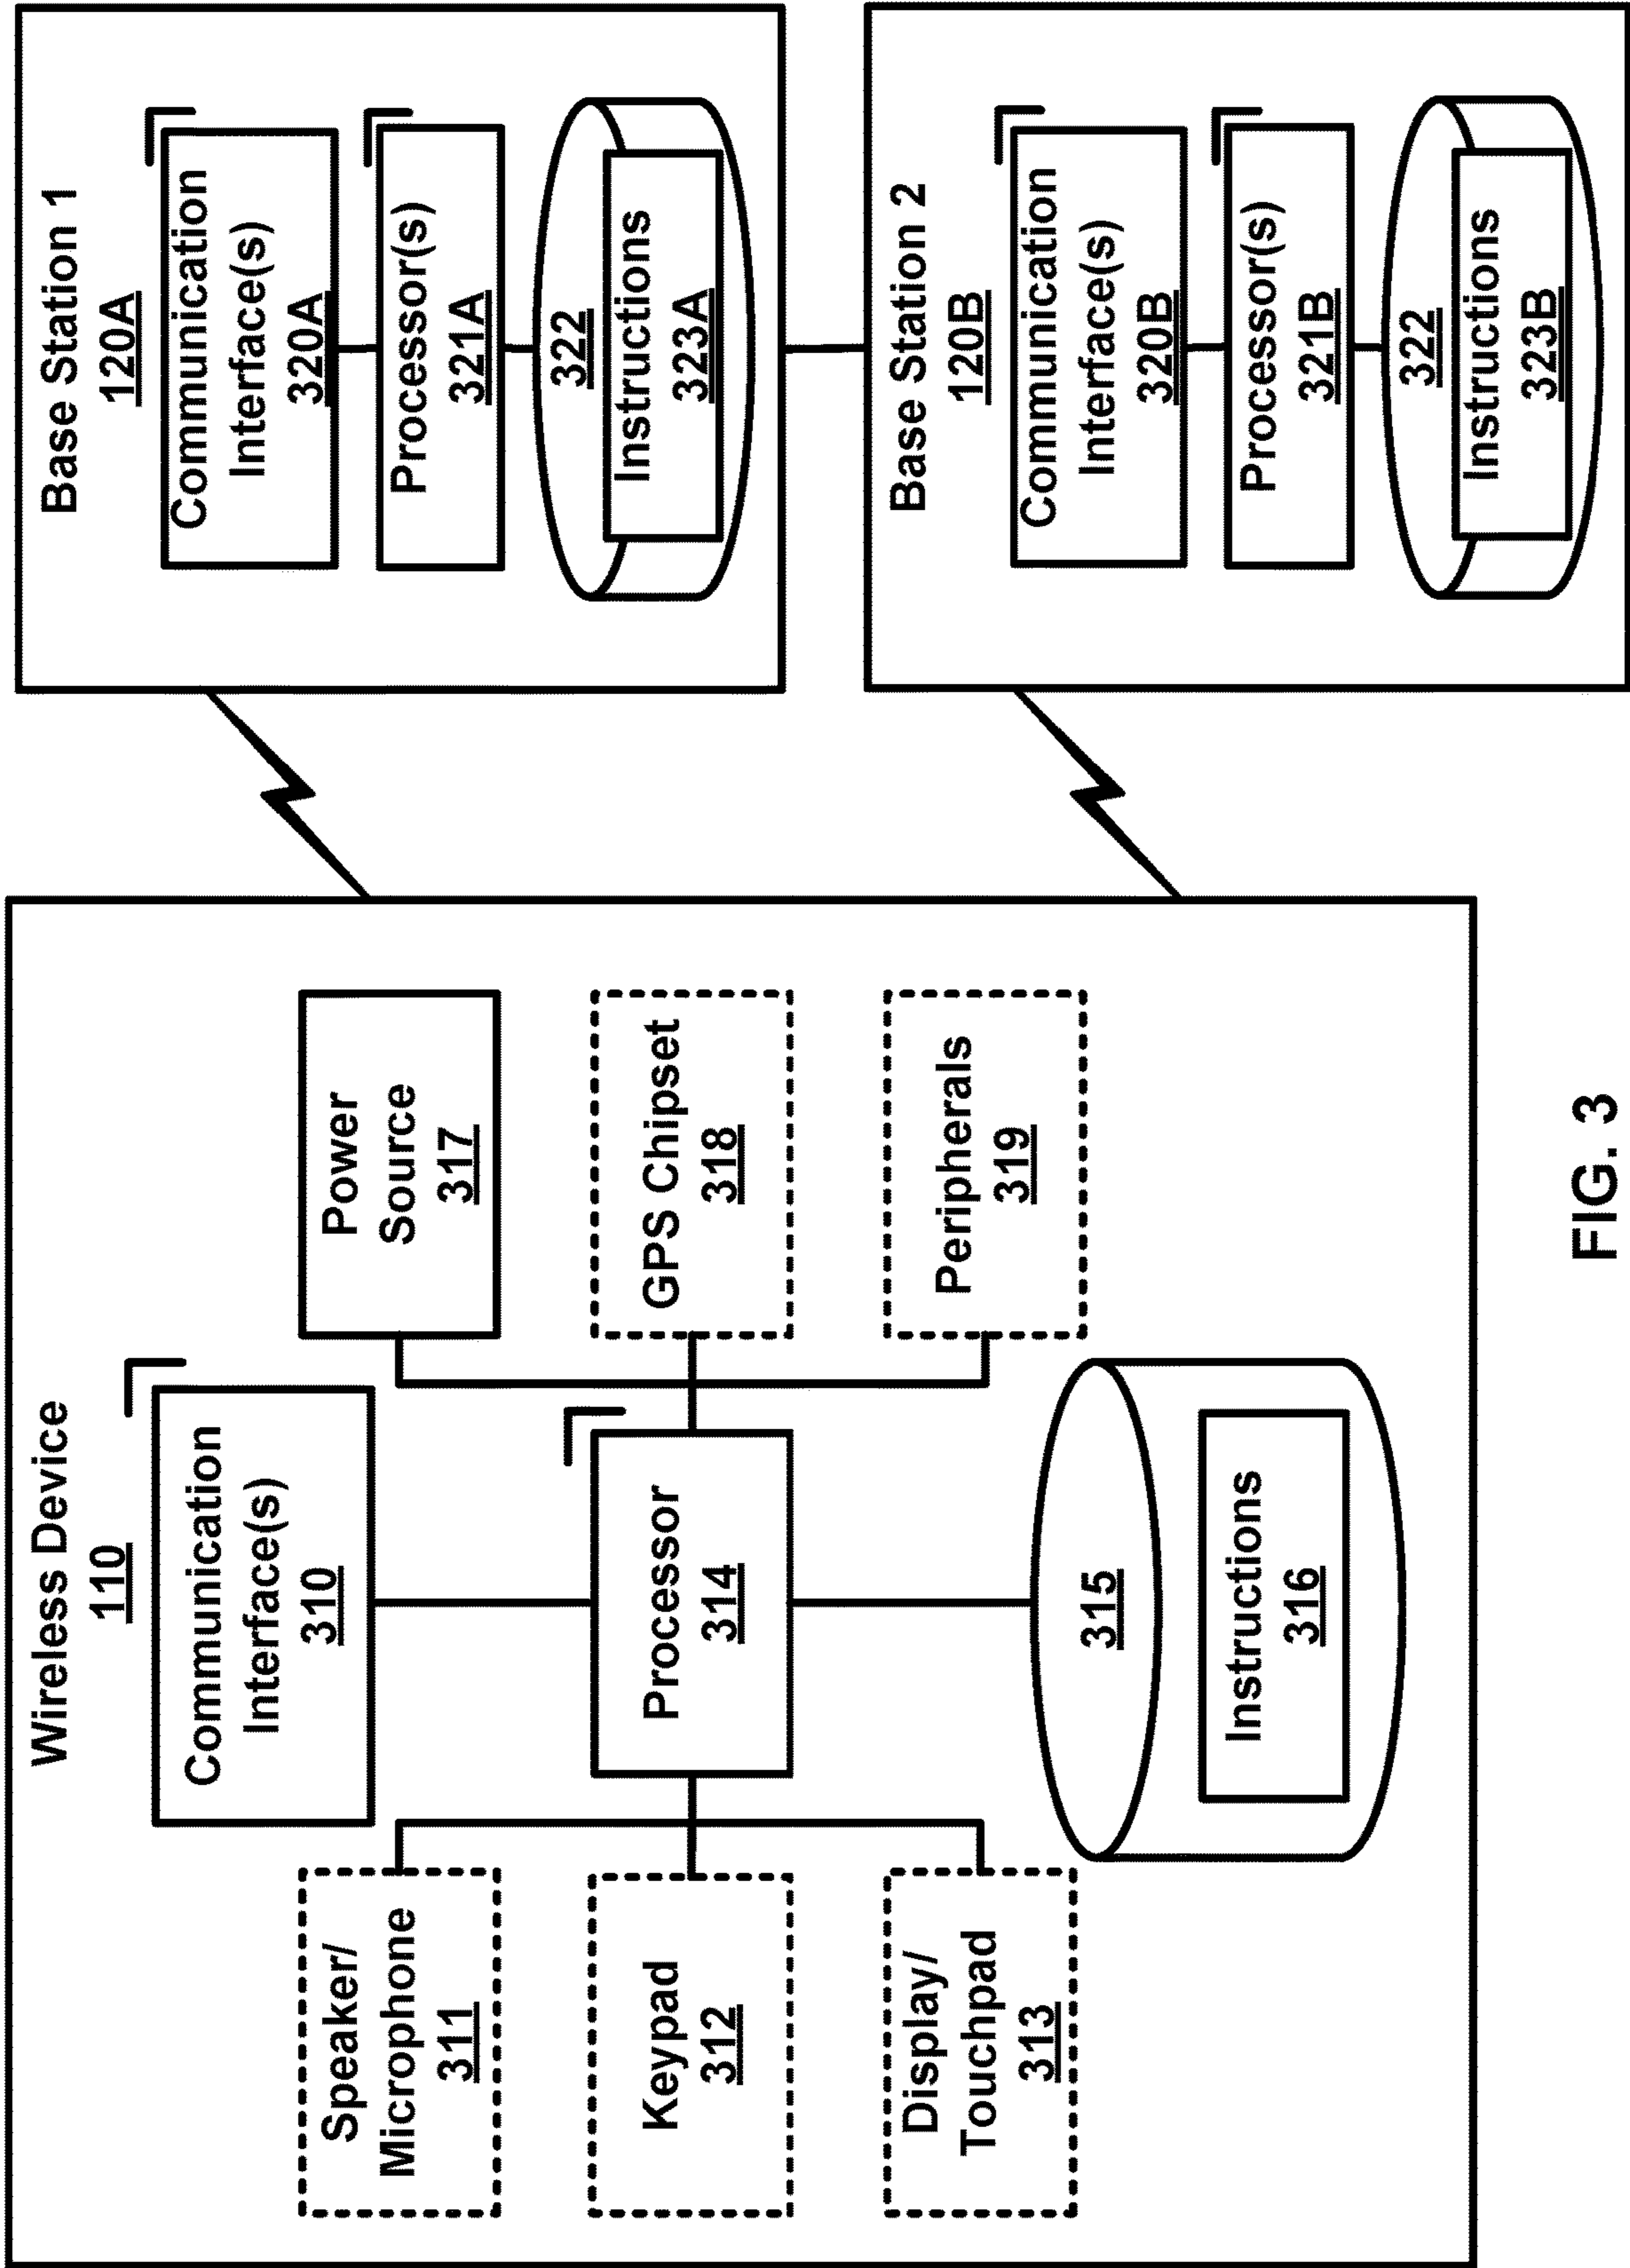 Wireless Device
110
Communication
Interface(s)
310
Speaker/
Microphone
311
Keypad
312
Display/
Touchpad
313
Processor
314
315
Instructions
316
Power
Source
317
GPS Chipset
318
Peripherals
319
Base Station 1
120A
Communication
Interface(s)
320A
Processor(s)
321A
322
Instructions
323A
Base Station 2
120B
Communication
Interface(s)
320B
Processor(s)
321B
322
Instructions
323B
FIG. 3